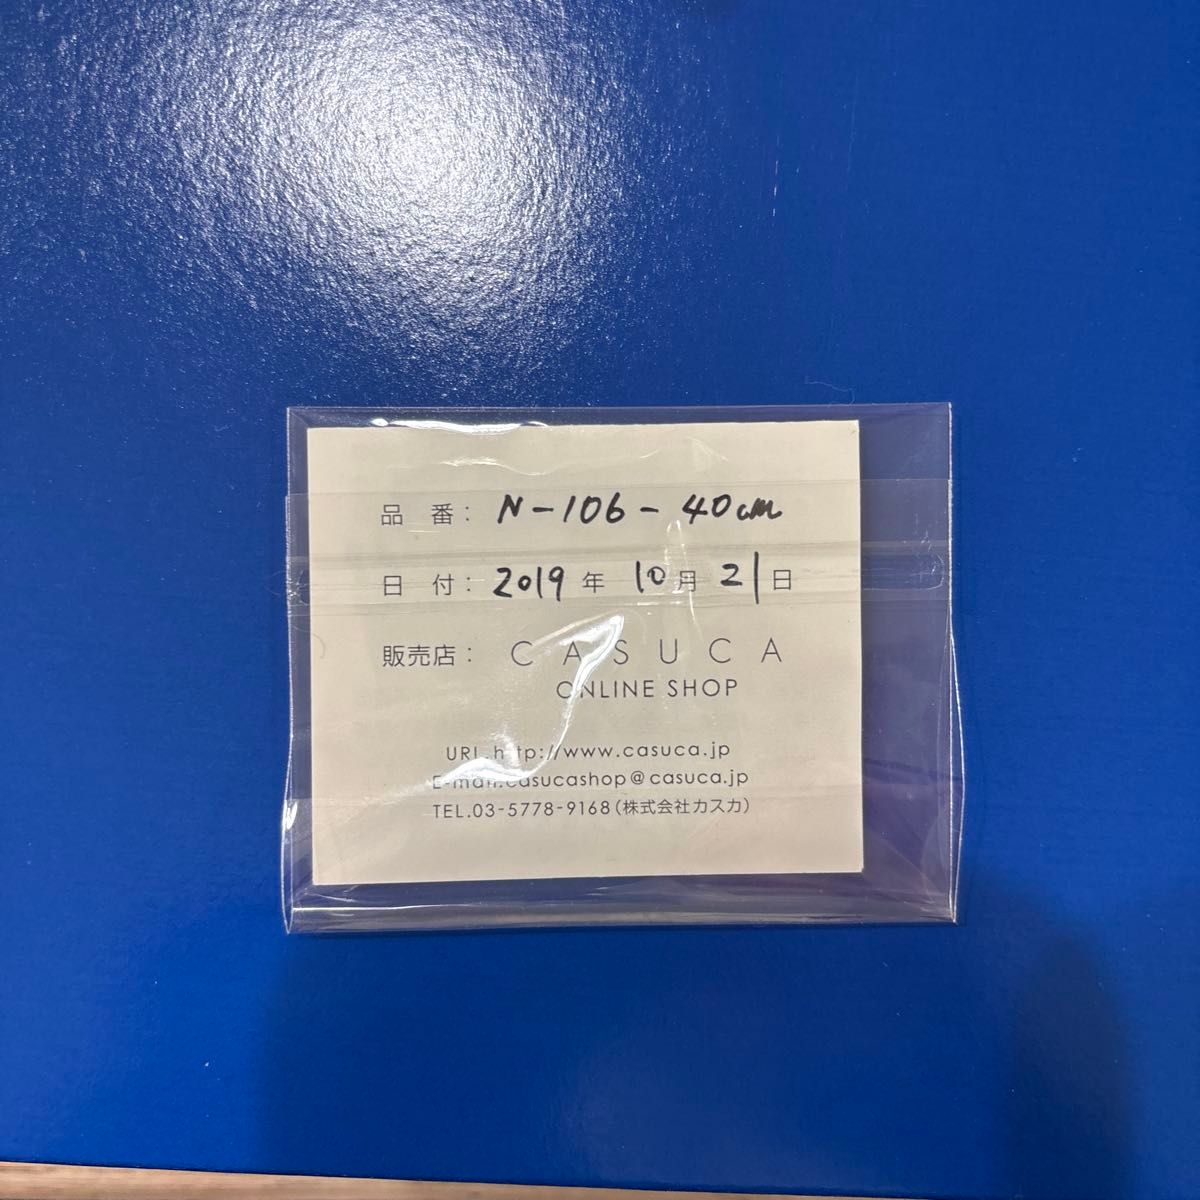 品 番： N-106-40cm
日 付： 2019 年 10 月 21 日
販売店： CASUCA
ONLINE SHOP
URL.http://www.casuca.jp
E-mail:casucashop@casuca.jp
TEL.03-5778-9168(株式会社カスカ)